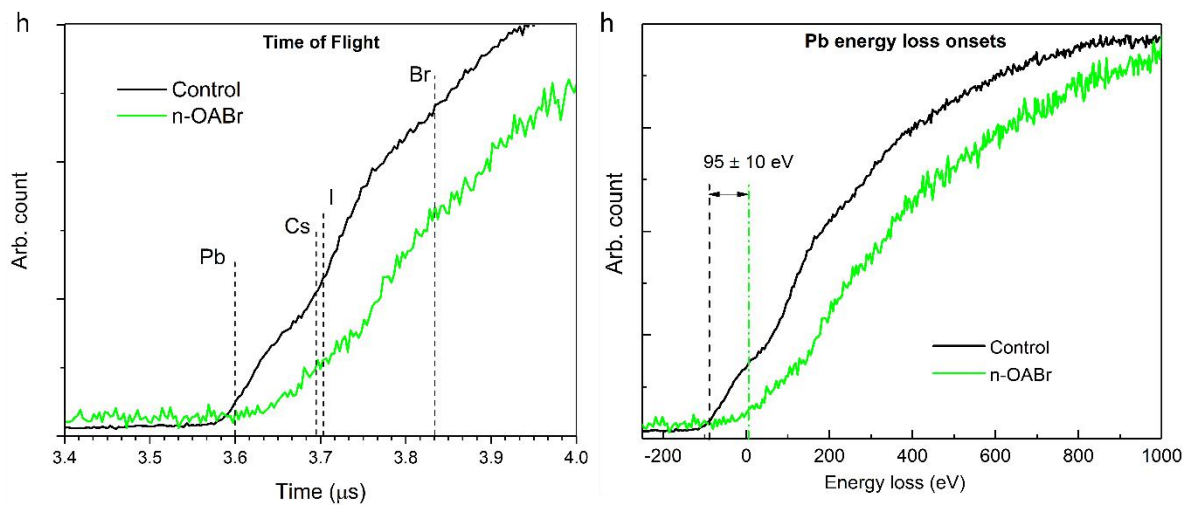 h
Time of Flight
Control
n-OABr
Pb
Cs
I
Br
Arb. count
3.4 3.5 3.6 3.7 3.8 3.9 4.0
Time (μs)
h
Pb energy loss onsets
95 ± 10 eV
Arb. count
Control
n-OABr
-200 0 200 400 600 800 1000
Energy loss (eV)